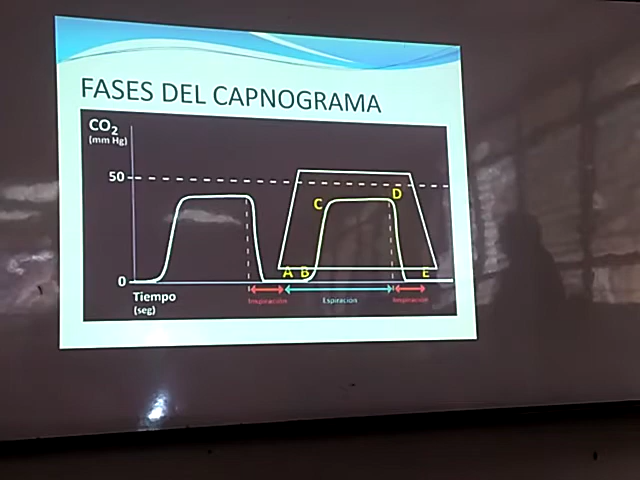 FASES DEL CAPNOGRAMA
CO2
(mm Hg)
50
D
C
A B E
0
Tiempo
(seg)
Inspiración
Espiración
Inspiración